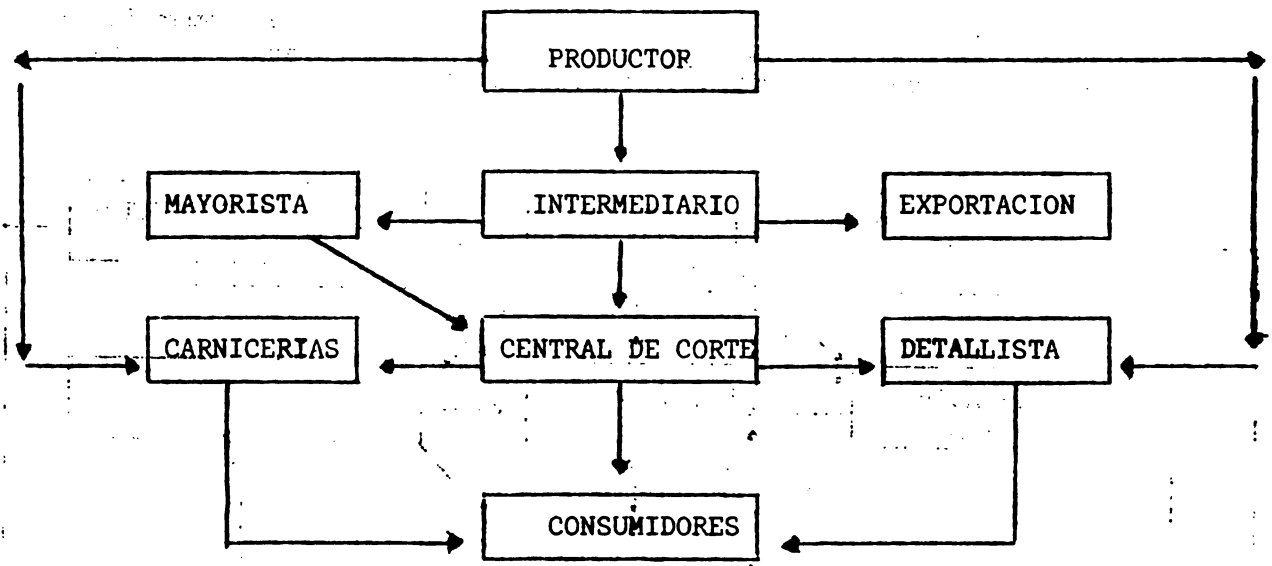 PRODUCTOR
MAYORISTA
INTERMEDIARIO
EXPORTACION
CARNICERIAS
CENTRAL DE CORTE
DETALLISTA
CONSUMIDORES